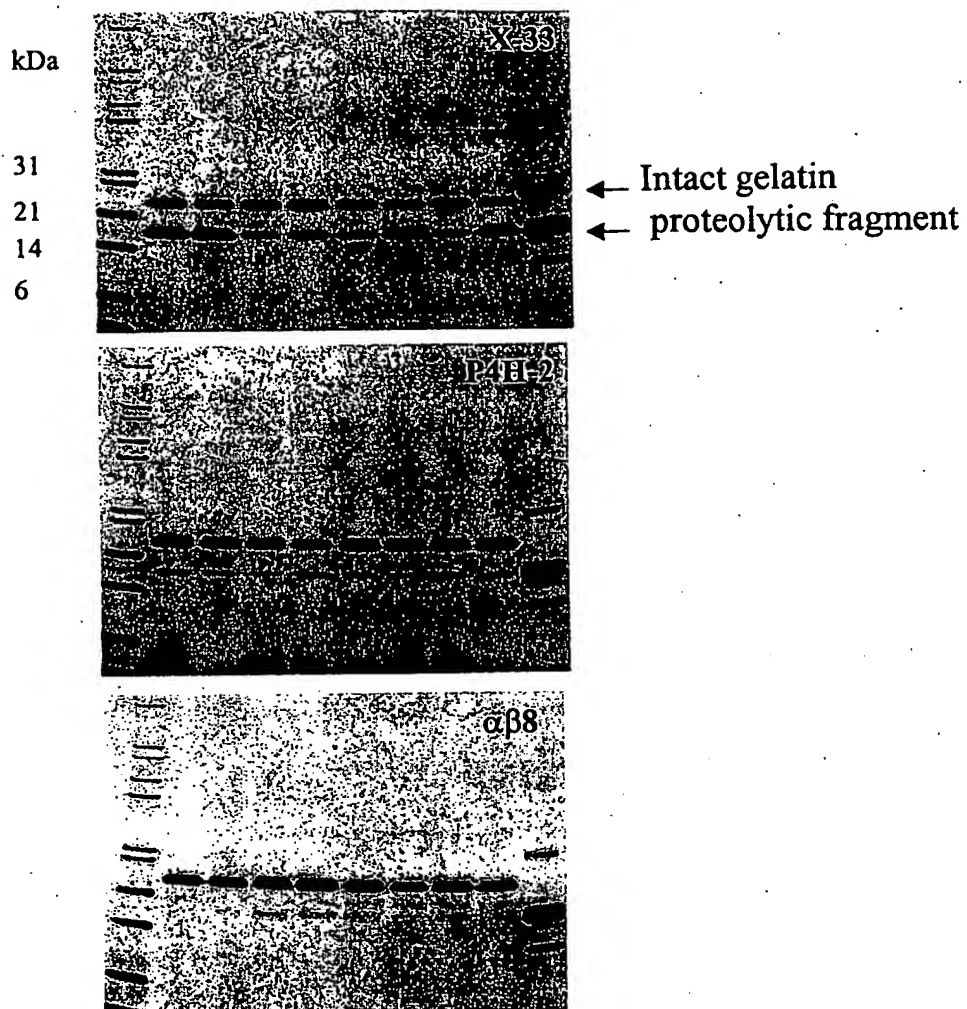 X-33
kDa
31
21
14
6
Intact gelatin
proteolytic fragment
P4H-2
αβ8